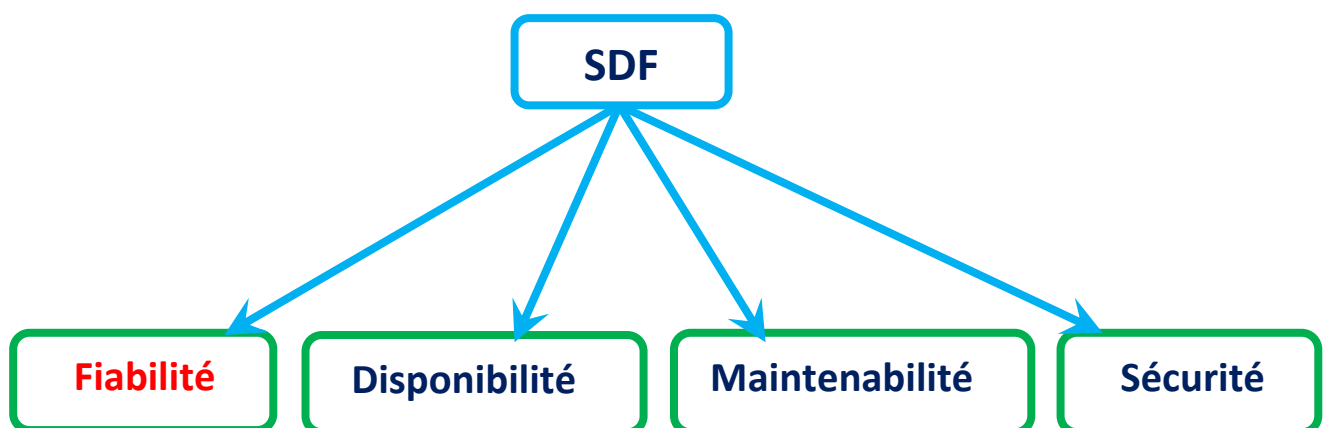 SDF
Fiabilité
Disponibilité
Maintenabilité
Sécurité